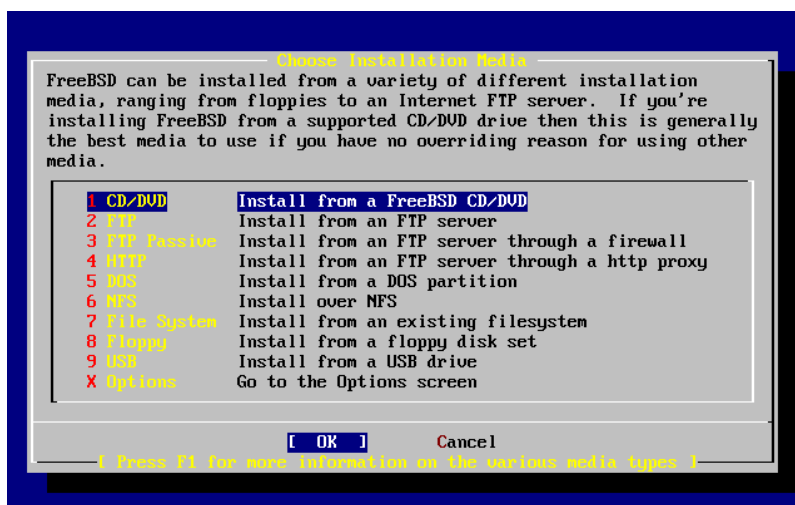 Choose Installation Media
FreeBSD can be installed from a variety of different installation
media, ranging from floppies to an Internet FTP server.  If you're
installing FreeBSD from a supported CD/DVD drive then this is generally
the best media to use if you have no overriding reason for using other
media.
1 CD/DVD Install from a FreeBSD CD/DVD
2 FTP Install from an FTP server
3 FTP Passive Install from an FTP server through a firewall
4 HTTP Install from an FTP server through a http proxy
5 DOS Install from a DOS partition
6 NFS Install over NFS
7 File System Install from an existing filesystem
8 Floppy Install from a floppy disk set
9 USB Install from a USB drive
X Options Go to the Options screen
[ OK ] Cancel
[ Press F1 for more information on the various media types ]